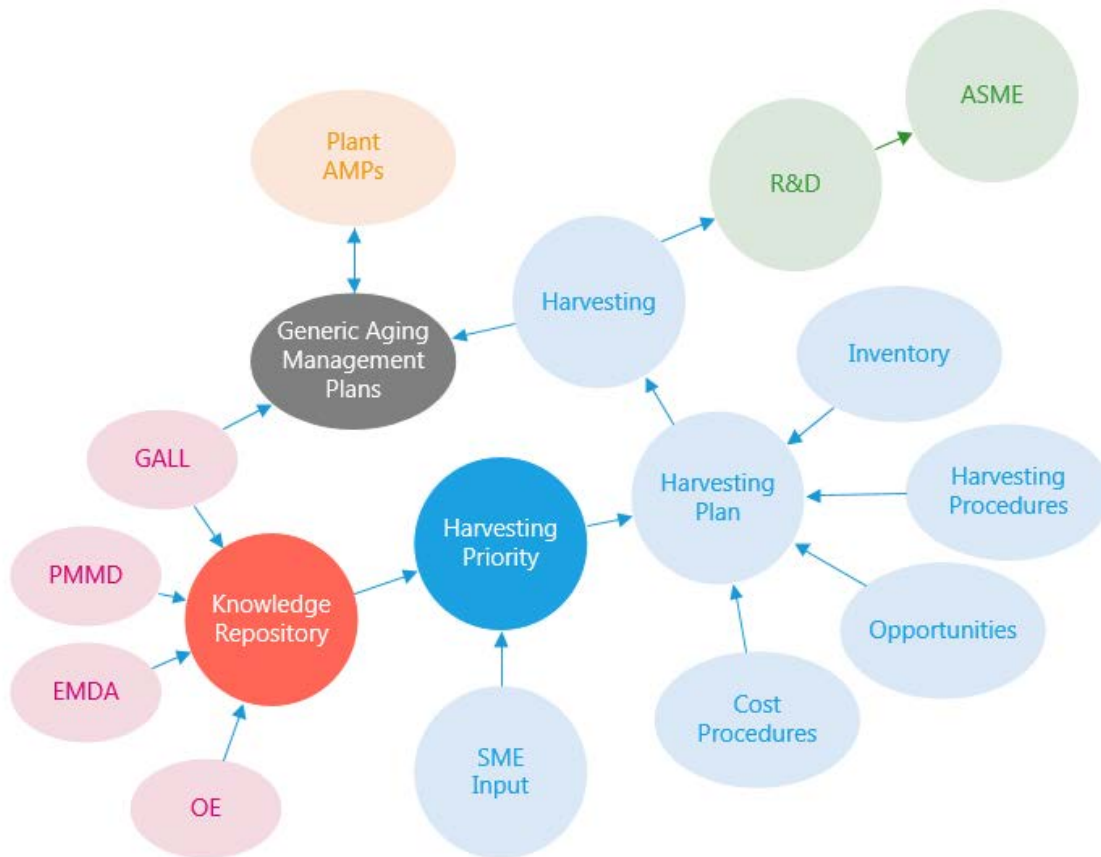 ASME
Plant
AMPs
R&D
Harvesting
Generic Aging
Management
Plans
Inventory
GALL
Harvesting
Plan
Harvesting
Procedures
Harvesting
Priority
PMMD
Knowledge
Repository
Opportunities
EMDA
Cost
Procedures
SME
Input
OE